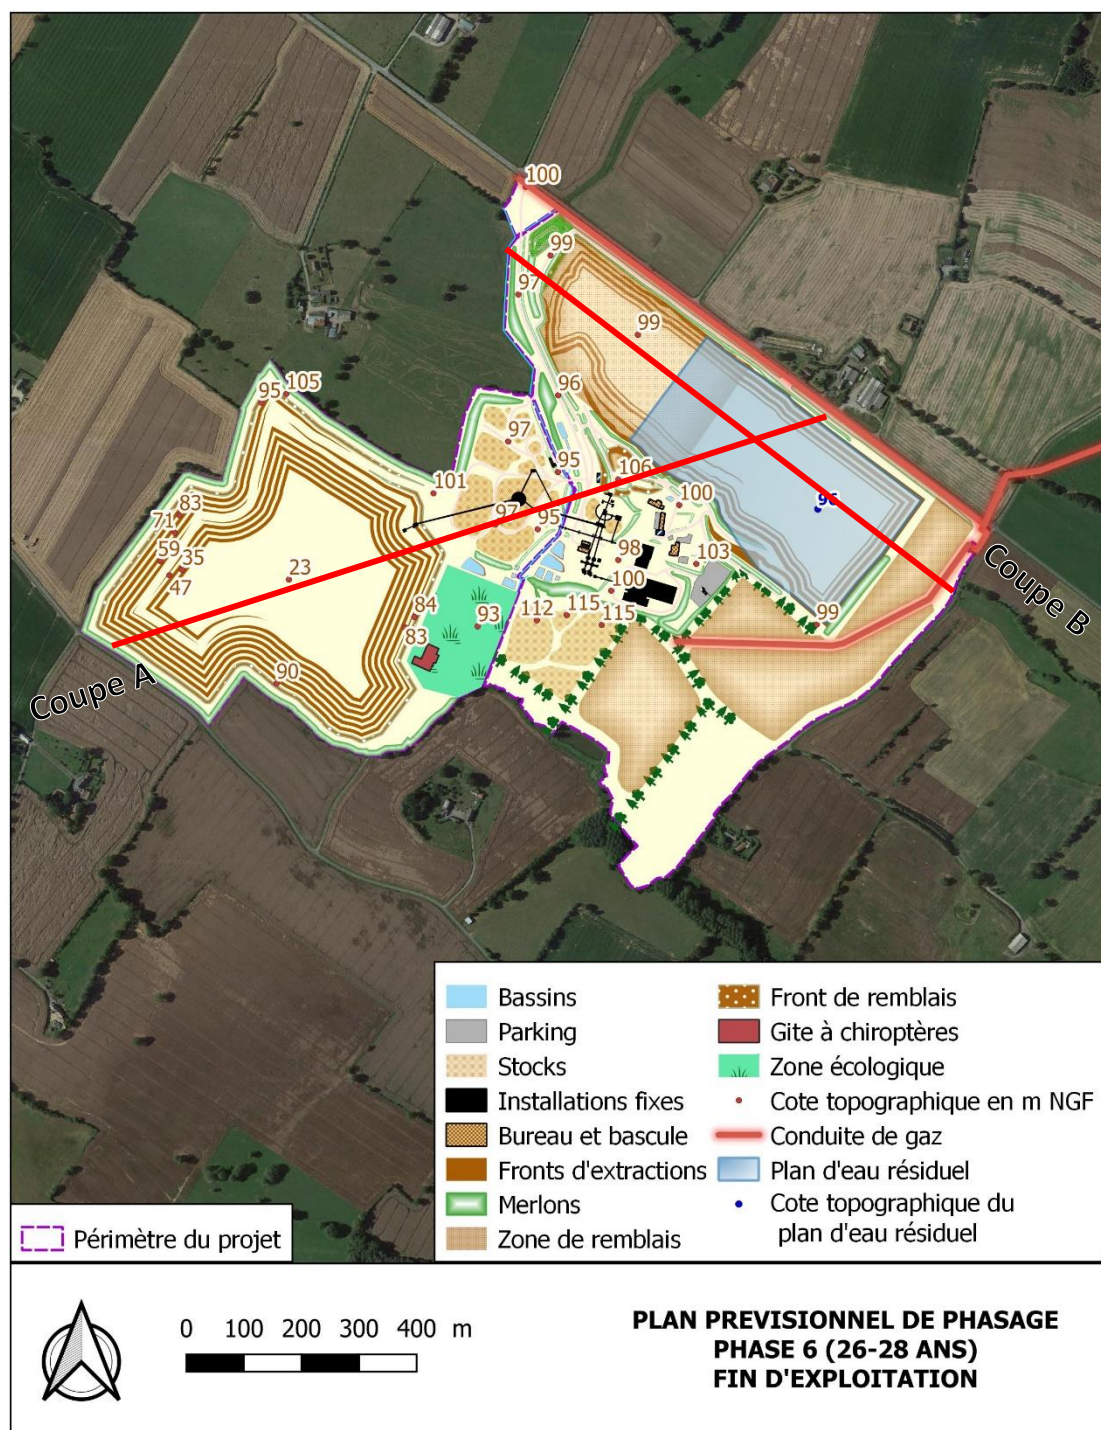 100
99
97
99
96
105
95
97
95
106
101
83
100
96
97
95
71
59
35
98
103
23
47
100
84
93
112
115
115
99
83
90
Coupe A
Coupe B
Bassins
Parking
Stocks
Installations fixes
Bureau et bascule
Fronts d'extractions
Merlons
Zone de remblais
Front de remblais
Gite à chiroptères
Zone écologique
Cote topographique en m NGF
Conduite de gaz
Plan d'eau résiduel
Cote topographique du
plan d'eau résiduel
Périmètre du projet
0 100 200 300 400 m
PLAN PREVISIONNEL DE PHASAGE
PHASE 6 (26-28 ANS)
FIN D'EXPLOITATION